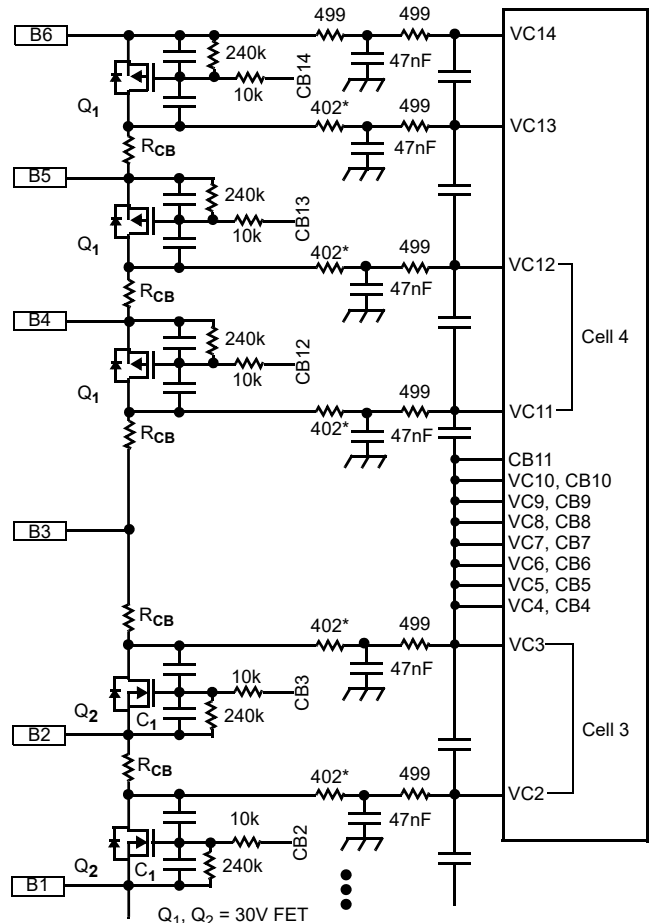 499 499
B6 VC14
240k 47nF
CB14
10k
Q1 402* 499
VC13
RCB 47nF
B5
240k
CB13
10k
Q1 402* 499 VC12
RCB 47nF
B4
240k Cell 4
CB12
10k
Q1 499
VC11
RCB 402* 47nF
CB11
VC10, CB10
VC9, CB9
B3 VC8, CB8
VC7, CB7
VC6, CB6
VC5, CB5
RCB VC4, CB4
402* 499
VC3
10k 47nF
CB3
Q2 C1 240k
B2 Cell 3
RCB 402* 499
VC2
10k 47nF
CB2
Q2 C1 240k
B1
Q1, Q2 = 30V FET